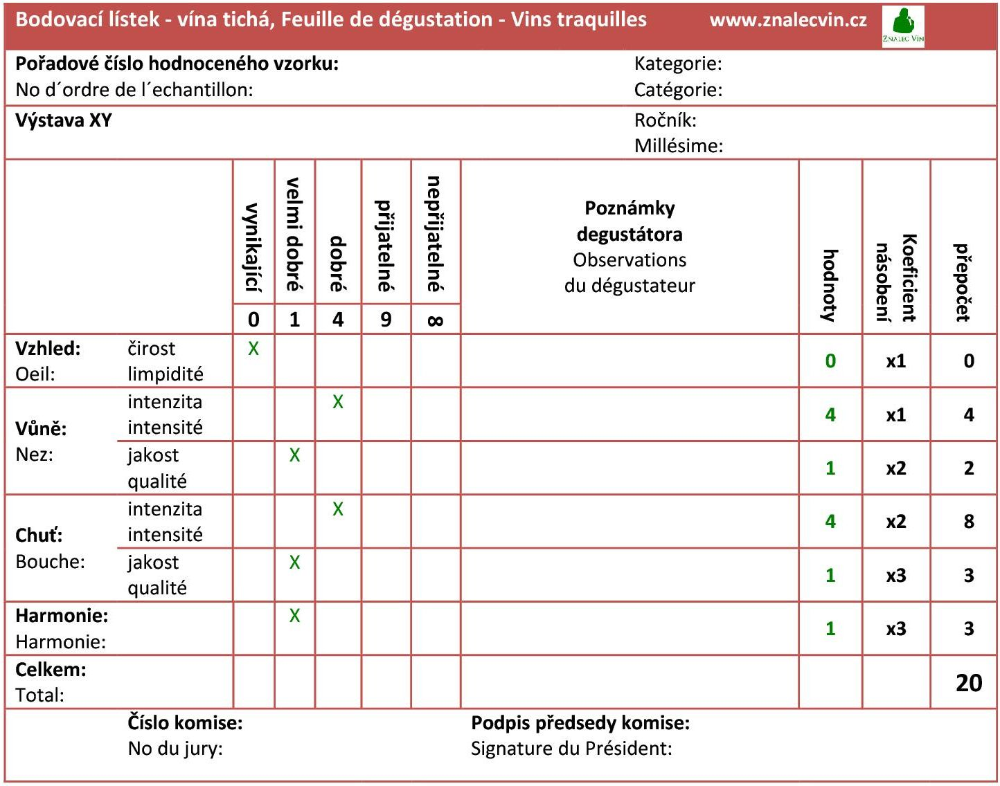 Bodovací lístek - vína tichá, Feuille de dégustation - Vins traquilles www.znalecvin.cz
ZNALEC VÍN
Pořadové číslo hodnoceného vzorku: Kategorie:
No d´ordre de l´echantillon: Catégorie:
Výstava XY Ročník:
Millésime:
vynikající
velmi dobré
dobré
přijatelné
nepřijatelné
Poznámky
degustátora
Observations
du dégustateur
hodnoty
Koeficient
násobení
přepočet
0 1 4 9 ∞
Vzhled: čirost X
Oeil: limpidité
0 x1 0
intenzita X
intensité
4 x1 4
Vůně:
Nez:
jakost X
qualité
1 x2 2
intenzita X
intensité
4 x2 8
Chuť:
Bouche:
jakost X
qualité
1 x3 3
Harmonie: X
Harmonie:
1 x3 3
Celkem:
Total:
20
Číslo komise: Podpis předsedy komise:
No du jury: Signature du Président: